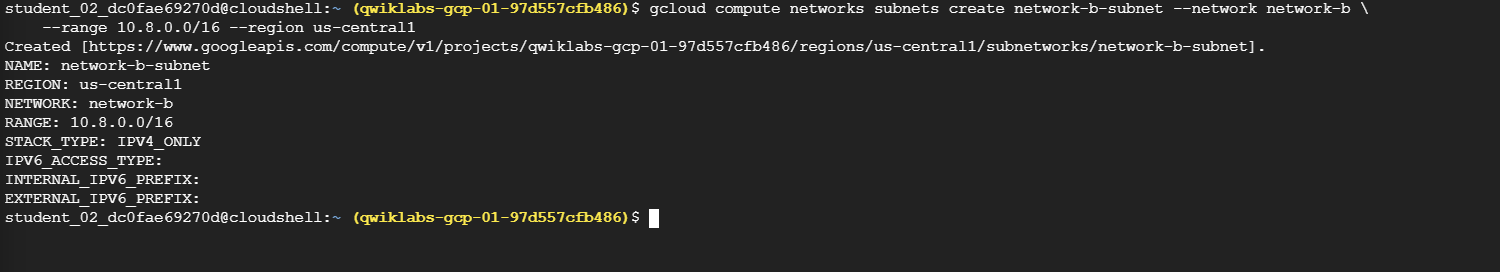 student_02_dc0fae69270d@cloudshell:~ (qwiklabs-gcp-01-97d557cfb486)$ gcloud compute networks subnets create network-b-subnet --network network-b \
    --range 10.8.0.0/16 --region us-central1
Created [https://www.googleapis.com/compute/v1/projects/qwiklabs-gcp-01-97d557cfb486/regions/us-central1/subnetworks/network-b-subnet].
NAME: network-b-subnet
REGION: us-central1
NETWORK: network-b
RANGE: 10.8.0.0/16
STACK_TYPE: IPV4_ONLY
IPV6_ACCESS_TYPE:
INTERNAL_IPV6_PREFIX:
EXTERNAL_IPV6_PREFIX:
student_02_dc0fae69270d@cloudshell:~ (qwiklabs-gcp-01-97d557cfb486)$